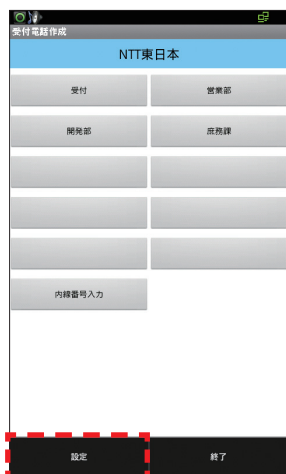 受付電話作成
NTT東日本
受付 営業部
開発部 庶務課
内線番号入力
設定 終了